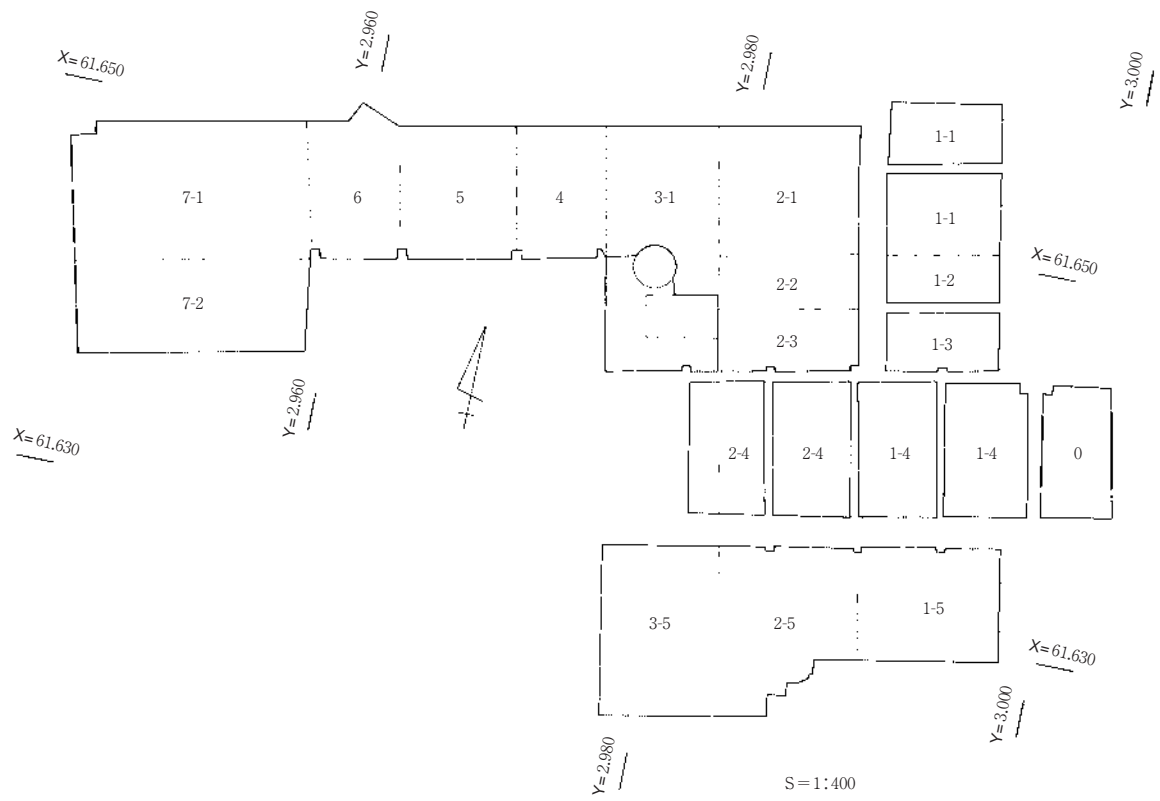 Y=2.960
Y=2.980
Y=3.000
X=61.650
1-1
7-1
6
5
4
3-1
2-1
1-1
X=61.650
2-2
1-2
7-2
2-3
1-3
Y=2.960
X=61.630
2-4
2-4
1-4
1-4
0
3-5
2-5
1-5
X=61.630
Y=3.000
Y=2.980
S=1:400